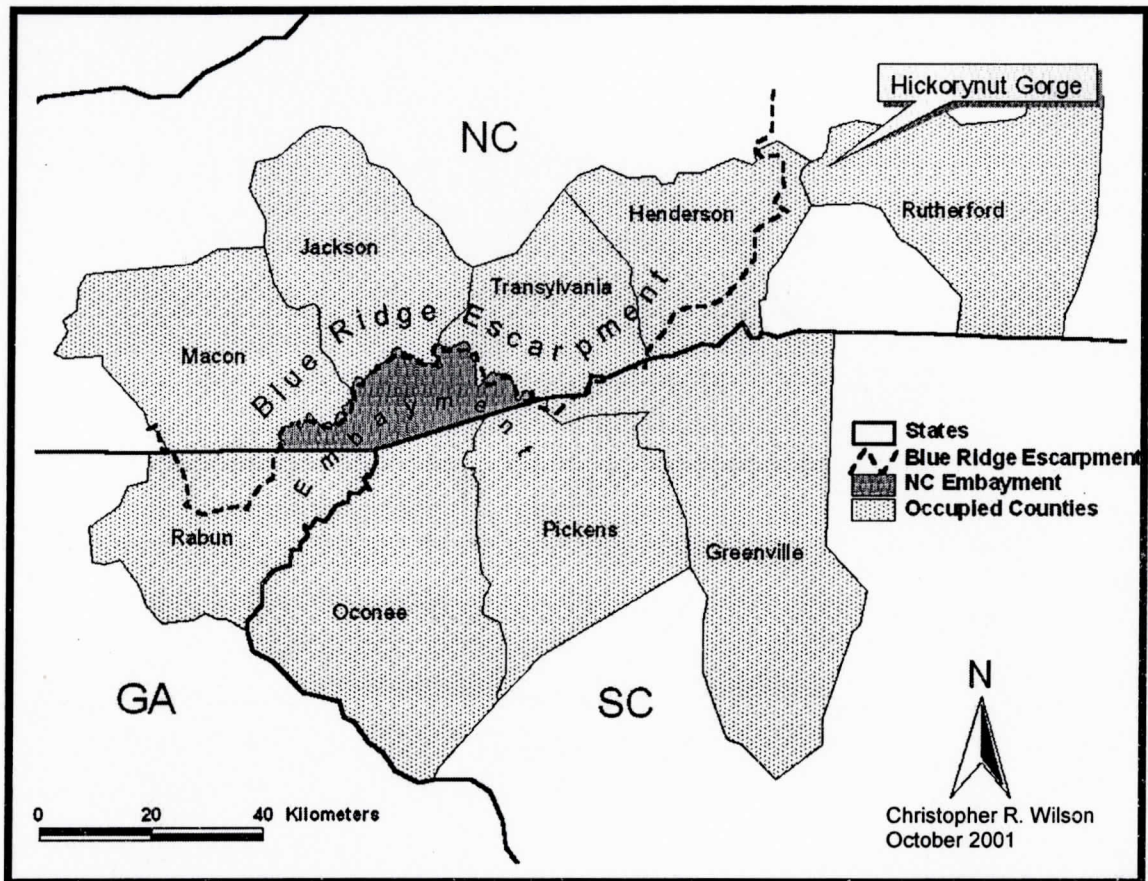 Hickorynut Gorge
NC
Henderson
Rutherford
Jackson
Transylvania
Blue Ridge Escarpment
Macon
Embayment
States
Blue Ridge Escarpment
NC Embayment
Occupied Counties
Rabun
Pickens
Greenville
Oconee
GA
SC
N
0 20 40 Kilometers
Christopher R. Wilson
October 2001